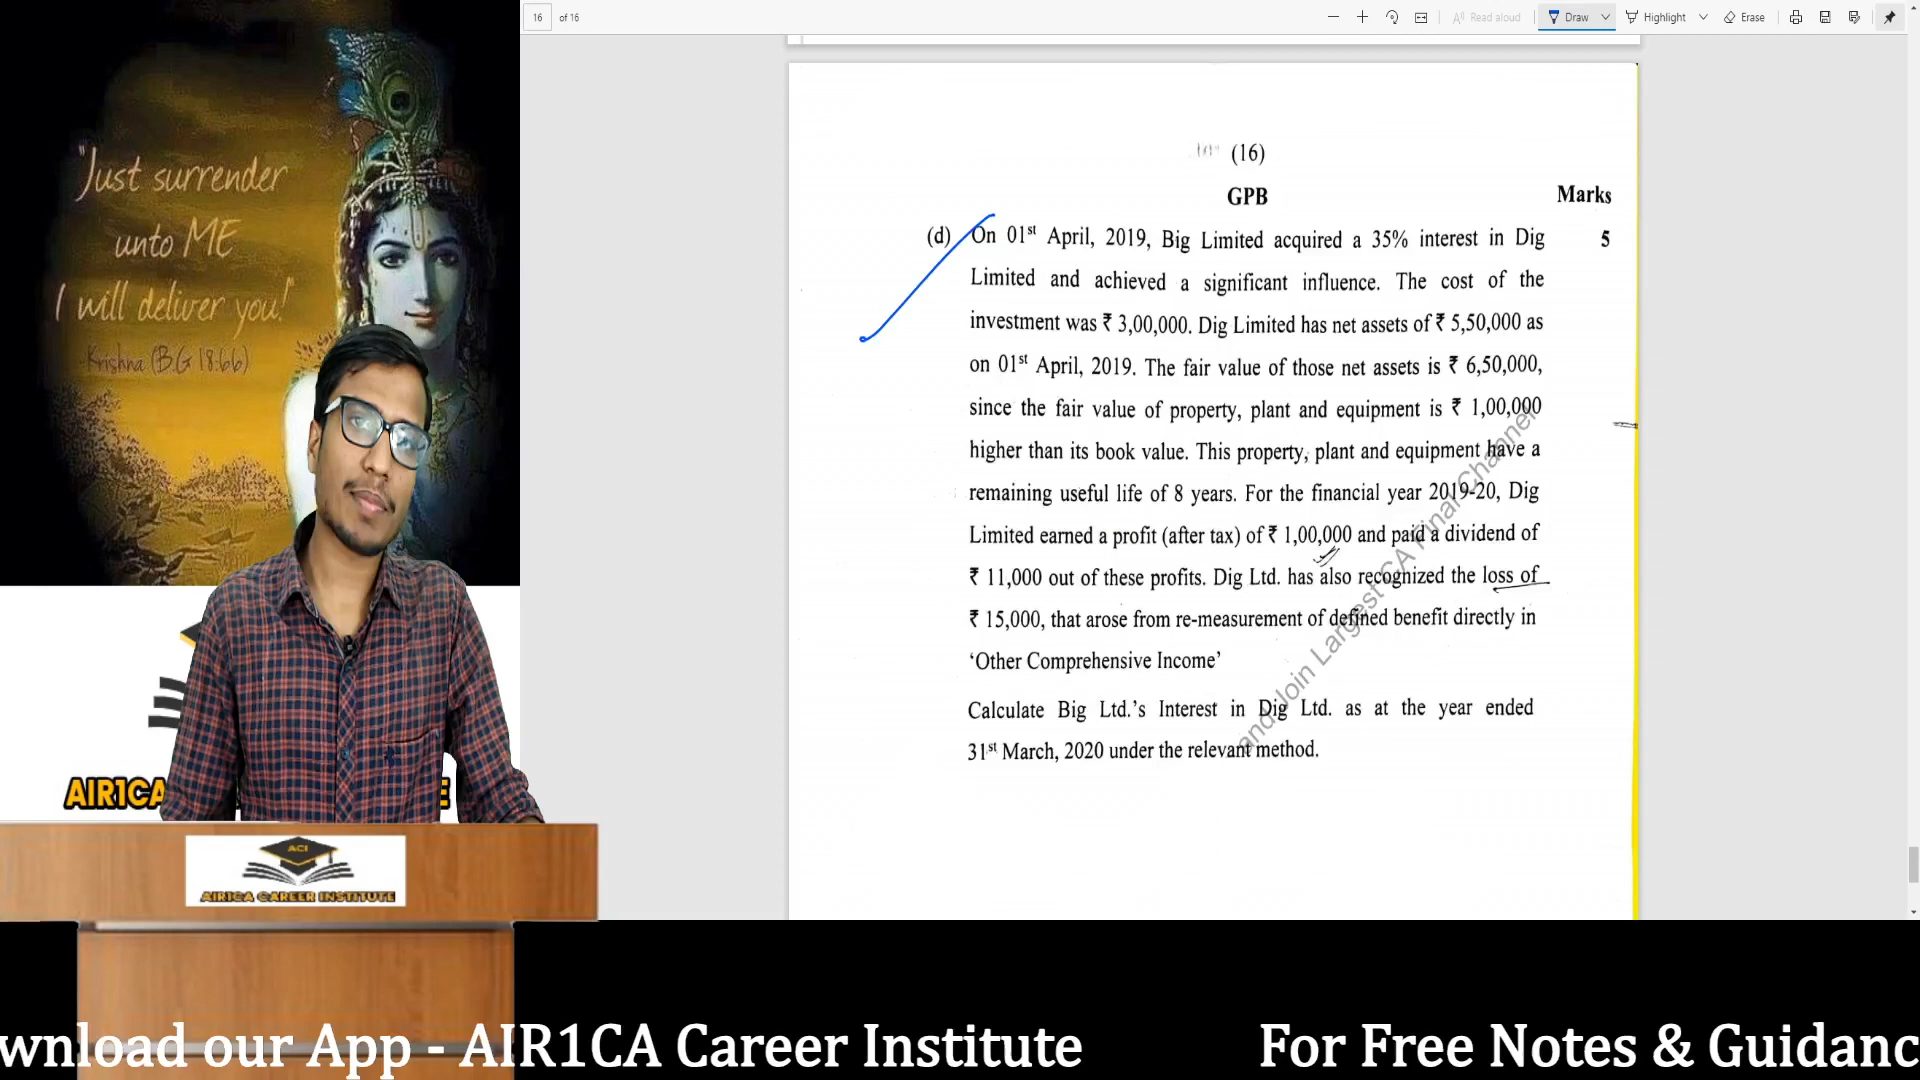 16 of 16 Read aloud Draw Highlight Erase
"Just surrender
unto ME
I will deliver you!"
Krishna (B.G 18:66)
AIR1CA
E
ACI
AIR1CA CAREER INSTITUTE
(16)
GPB Marks
(d) On 01st April, 2019, Big Limited acquired a 35% interest in Dig 5
Limited and achieved a significant influence. The cost of the
investment was ₹ 3,00,000. Dig Limited has net assets of ₹ 5,50,000 as
on 01st April, 2019. The fair value of those net assets is ₹ 6,50,000,
since the fair value of property, plant and equipment is ₹ 1,00,000
higher than its book value. This property, plant and equipment have a
remaining useful life of 8 years. For the financial year 2019-20, Dig
Limited earned a profit (after tax) of ₹ 1,00,000 and paid a dividend of
₹ 11,000 out of these profits. Dig Ltd. has also recognized the loss of
₹ 15,000, that arose from re-measurement of defined benefit directly in
'Other Comprehensive Income'
Calculate Big Ltd.'s Interest in Dig Ltd. as at the year ended
31st March, 2020 under the relevant method.
and Join Largest CA Final Channel
wnload our App - AIR1CA Career Institute For Free Notes & Guidanc